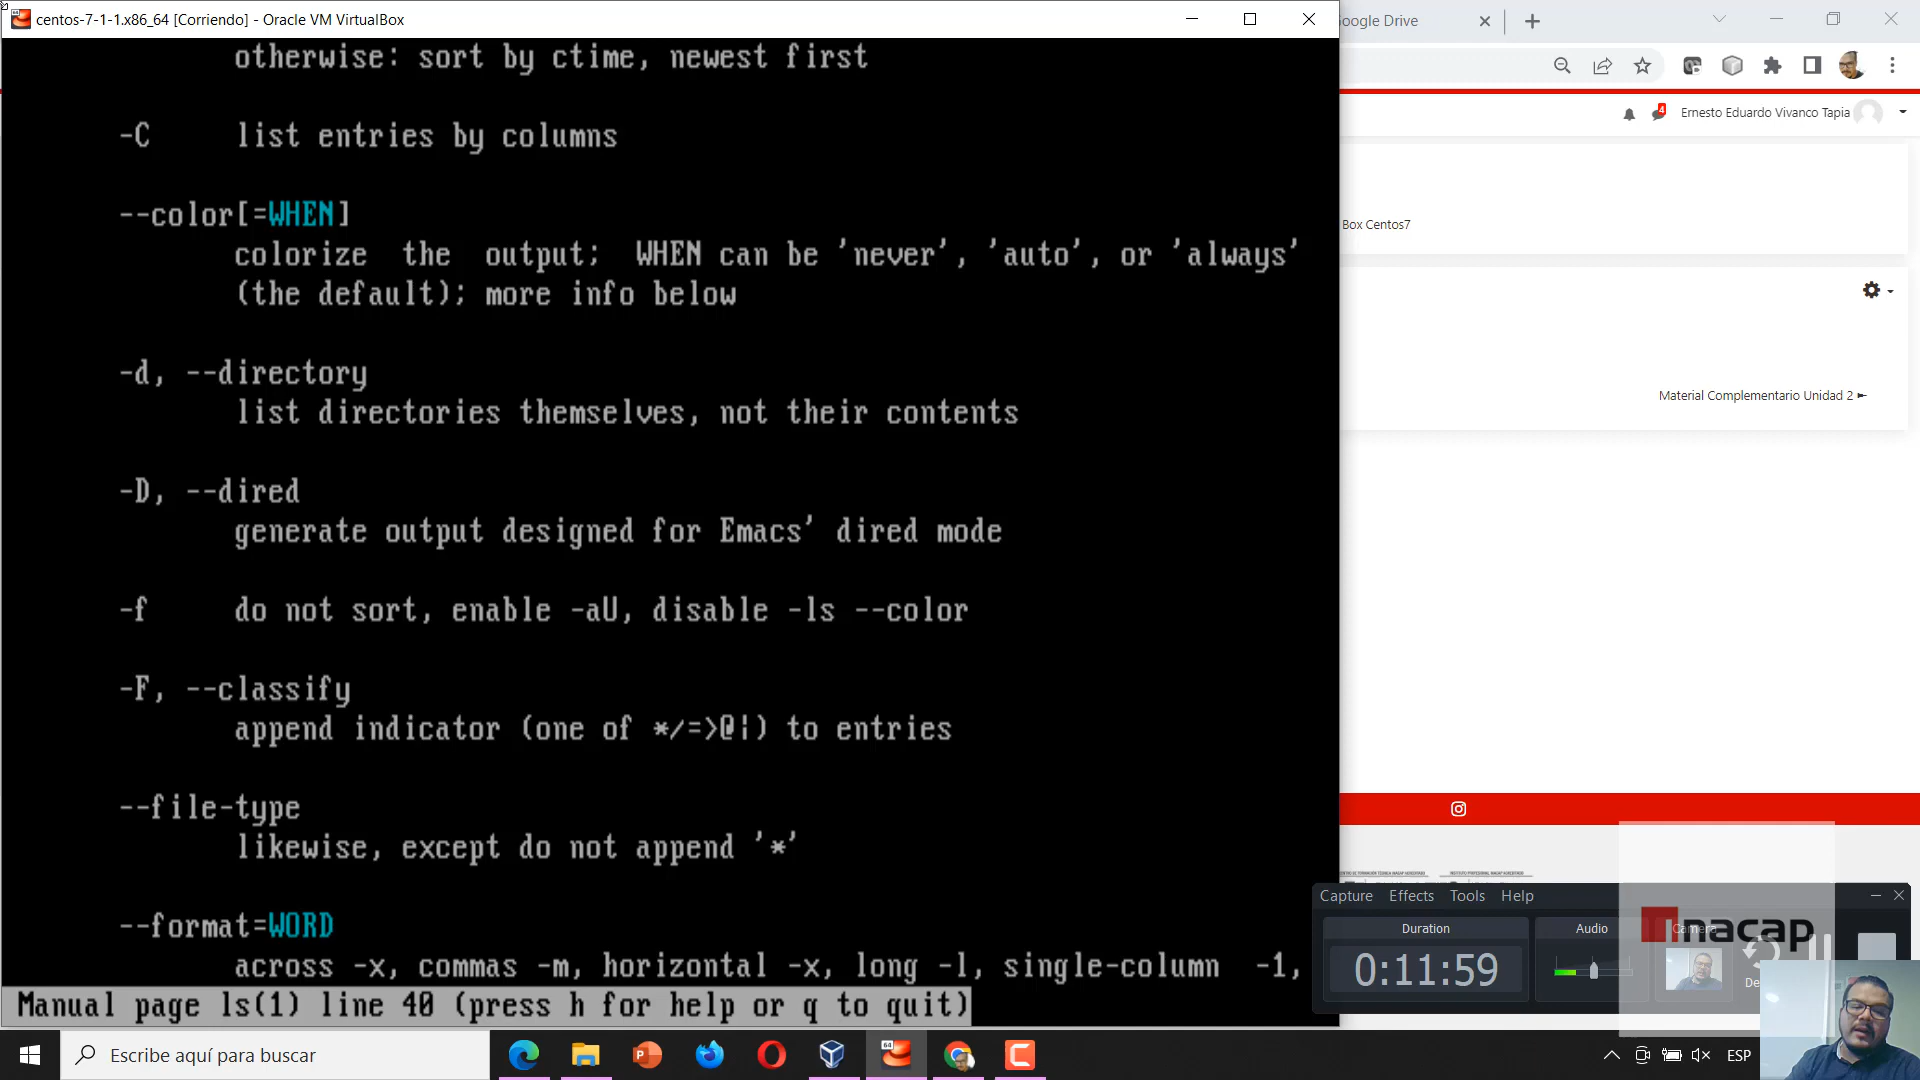 centos-7-1-1.x86_64 [Corriendo] - Oracle VM VirtualBox
otherwise: sort by ctime, newest first
-C list entries by columns
--color[=WHEN]
colorize the output; WHEN can be 'never', 'auto', or 'always'
(the default); more info below
-d, --directory
list directories themselves, not their contents
-D, --dired
generate output designed for Emacs' dired mode
-f do not sort, enable -aU, disable -ls --color
-F, --classify
append indicator (one of */=>@|) to entries
--file-type
likewise, except do not append '*'
--format=WORD
across -x, commas -m, horizontal -x, long -l, single-column -1,
Manual page ls(1) line 40 (press h for help or q to quit)
oogle Drive
4
Ernesto Eduardo Vivanco Tapia
Box Centos7
Material Complementario Unidad 2 ►
Capture Effects Tools Help
Duration
Audio
0:11:59
inacap
De
Escribe aquí para buscar
64
ESP